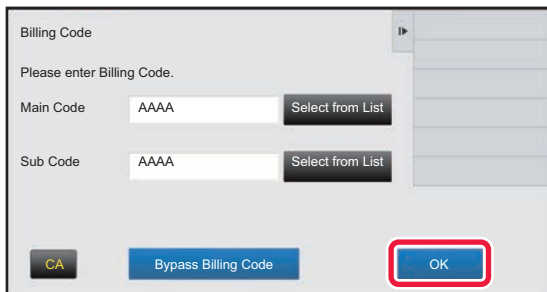 Billing Code
Please enter Billing Code.
Main Code AAAA Select from List
Sub Code AAAA Select from List
CA Bypass Billing Code OK